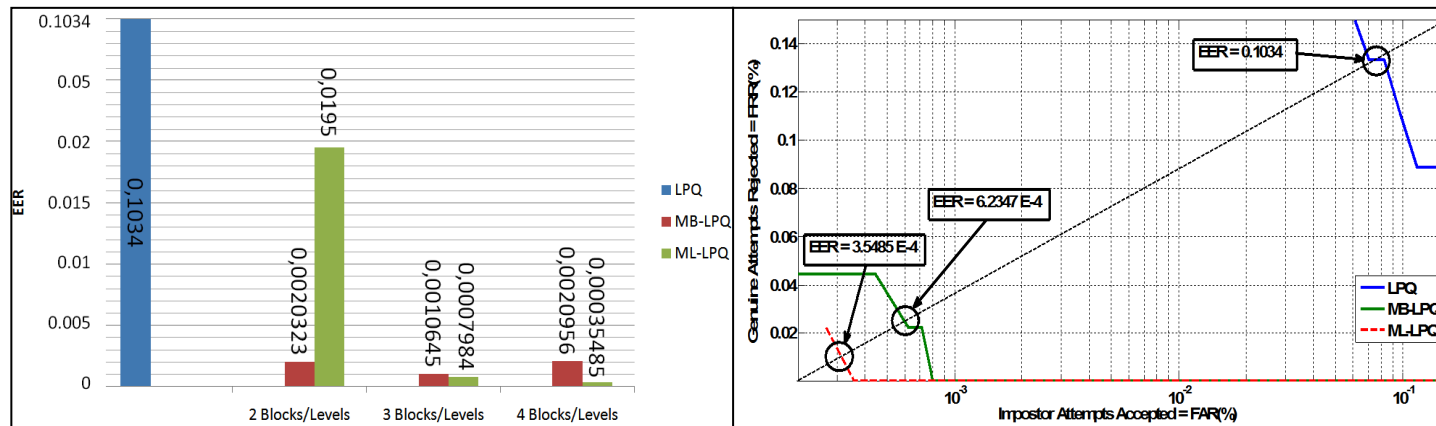 0.1034
0.05
0.02
0.015
0.01
0.005
0
EER
0,1034
0,0020323
0,0195
0,0010645
0,0007984
0,0020956
0,00035485
2 Blocks/Levels
3 Blocks/Levels
4 Blocks/Levels
LPQ
MB-LPQ
ML-LPQ
Genuine Attempts Rejected = FRR(%)
0.14
0.12
0.1
0.08
0.06
0.04
0.02
EER = 0.1034
EER = 6.2347 E-4
EER = 3.5485 E-4
LPQ
MB-LPQ
ML-LPQ
10-3
10-2
10-1
Impostor Attempts Accepted = FAR(%)